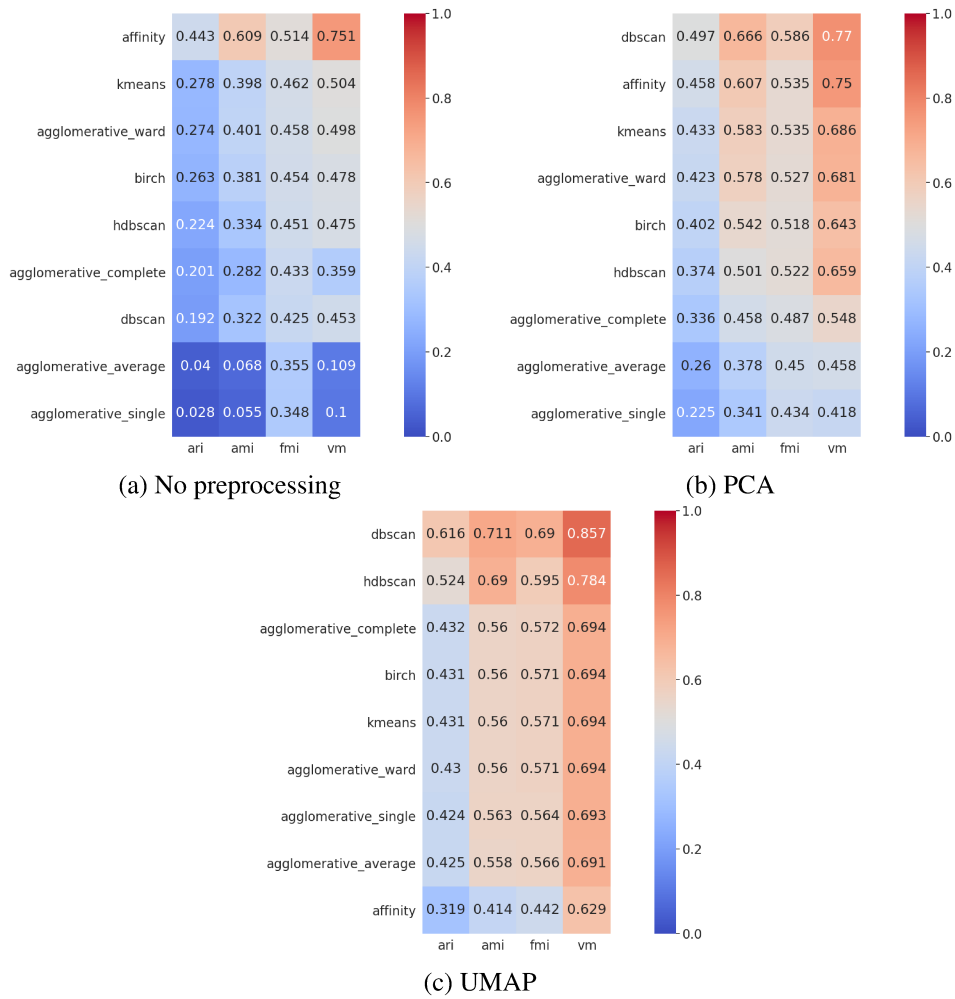 affinity 0.443 0.609 0.514 0.751
kmeans 0.278 0.398 0.462 0.504
agglomerative_ward 0.274 0.401 0.458 0.498
birch 0.263 0.381 0.454 0.478
hdbscan 0.224 0.334 0.451 0.475
agglomerative_complete 0.201 0.282 0.433 0.359
dbscan 0.192 0.322 0.425 0.453
agglomerative_average 0.04 0.068 0.355 0.109
agglomerative_single 0.028 0.055 0.348 0.1
ari ami fmi vm
1.0
0.8
0.6
0.4
0.2
0.0
(a) No preprocessing
dbscan 0.497 0.666 0.586 0.77
affinity 0.458 0.607 0.535 0.75
kmeans 0.433 0.583 0.535 0.686
agglomerative_ward 0.423 0.578 0.527 0.681
birch 0.402 0.542 0.518 0.643
hdbscan 0.374 0.501 0.522 0.659
agglomerative_complete 0.336 0.458 0.487 0.548
agglomerative_average 0.26 0.378 0.45 0.458
agglomerative_single 0.225 0.341 0.434 0.418
ari ami fmi vm
1.0
0.8
0.6
0.4
0.2
0.0
(b) PCA
dbscan 0.616 0.711 0.69 0.857
hdbscan 0.524 0.69 0.595 0.784
agglomerative_complete 0.432 0.56 0.572 0.694
birch 0.431 0.56 0.571 0.694
kmeans 0.431 0.56 0.571 0.694
agglomerative_ward 0.43 0.56 0.571 0.694
agglomerative_single 0.424 0.563 0.564 0.693
agglomerative_average 0.425 0.558 0.566 0.691
affinity 0.319 0.414 0.442 0.629
ari ami fmi vm
1.0
0.8
0.6
0.4
0.2
0.0
(c) UMAP